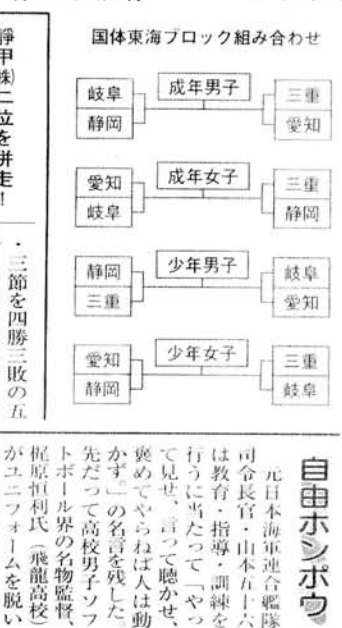 国体東海ブロック組み合わせ
成年男子
岐阜
静岡
三重
愛知
成年女子
愛知
岐阜
三重
静岡
少年男子
静岡
三重
岐阜
愛知
少年女子
愛知
静岡
三重
岐阜
静甲㈱二位を併走!
・三節を四勝三敗の五
自由ホンポウ
元日本海軍連合艦隊
司令長官・山本五十六
は教育・指導・訓練を
行うに当たって「やっ
て見せ、言って聴かせ、
褒めてやらねば人は動
かず。」の名言を残した。
先だって高校男子ソフ
トボール界の名物監督、
梶原恒利氏(飛龍高校)
がユニフォームを脱い